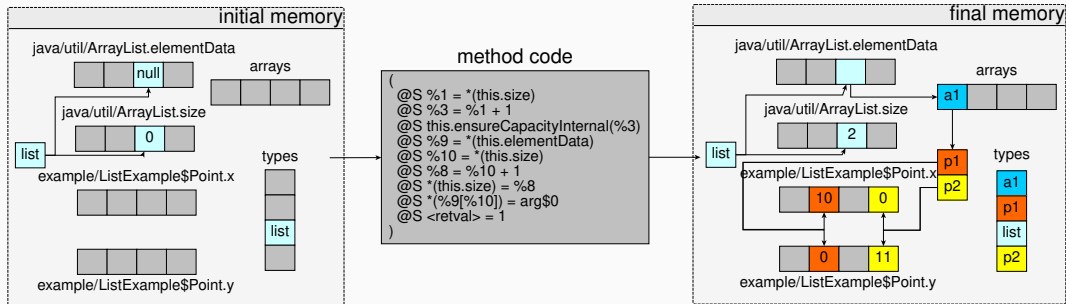 initial memory
java/util/ArrayList.elementData
null
arrays
java/util/ArrayList.size
0
list
types
example/ListExample$Point.x
list
example/ListExample$Point.y
method code
(
@S %1 = *(this.size)
@S %3 = %1 + 1
@S this.ensureCapacityInternal(%3)
@S %9 = *(this.elementData)
@S %10 = *(this.size)
@S %8 = %10 + 1
@S *(this.size) = %8
@S *(%9[%10]) = arg$0
@S <retval> = 1
)
final memory
java/util/ArrayList.elementData
arrays
a1
java/util/ArrayList.size
2
list
types
example/ListExample$Point.x
p1
p2
10
0
a1
p1
list
p2
0
11
example/ListExample$Point.y